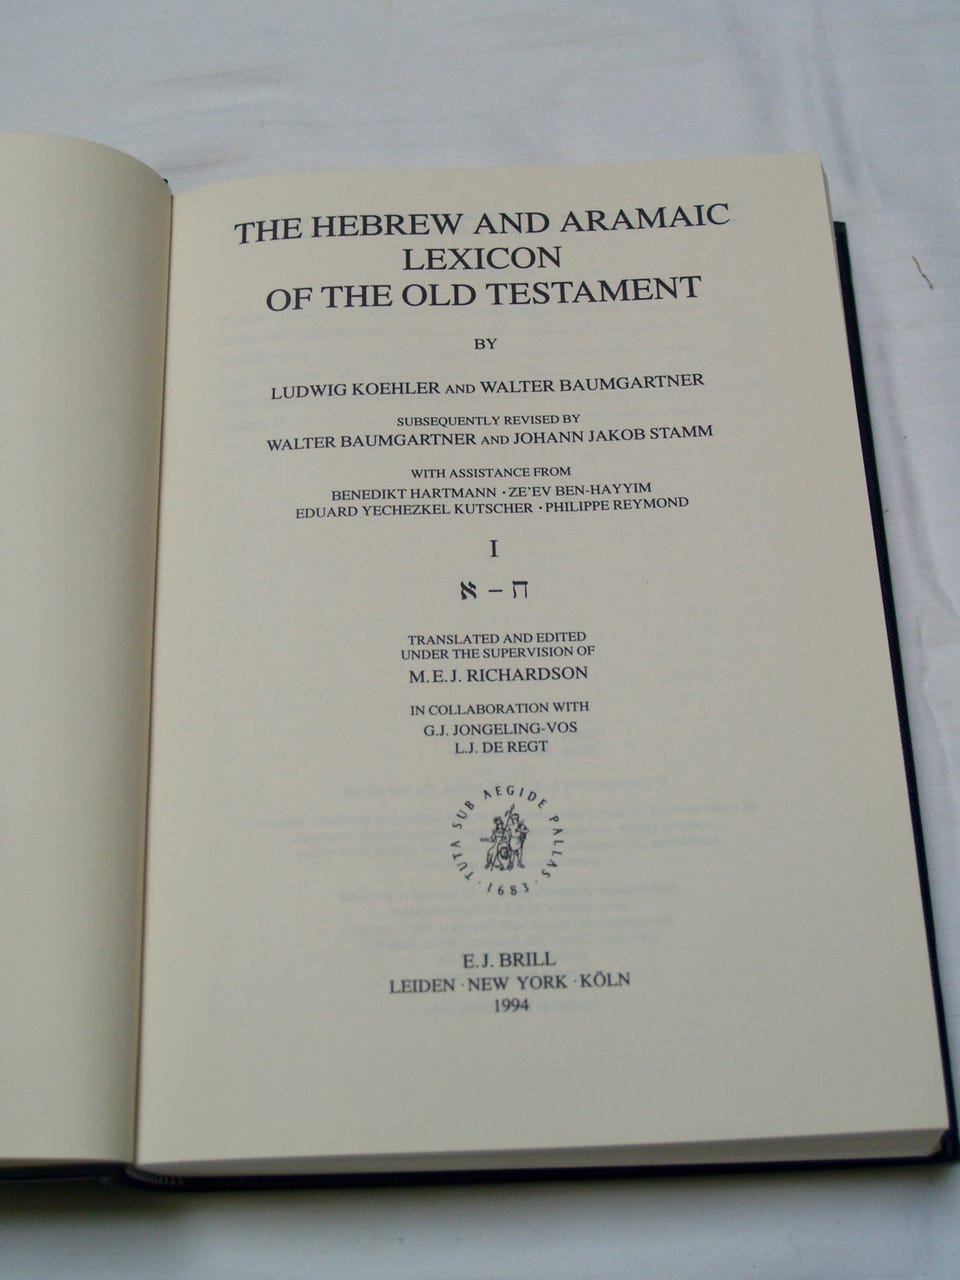 THE HEBREW AND ARAMAIC
LEXICON
OF THE OLD TESTAMENT
BY
LUDWIG KOEHLER AND WALTER BAUMGARTNER
SUBSEQUENTLY REVISED BY
WALTER BAUMGARTNER AND JOHANN JAKOB STAMM
WITH ASSISTANCE FROM
BENEDIKT HARTMANN · ZE'EV BEN-HAYYIM
EDUARD YECHEZKEL KUTSCHER · PHILIPPE REYMOND
I
א – ח
TRANSLATED AND EDITED
UNDER THE SUPERVISION OF
M.E.J. RICHARDSON
IN COLLABORATION WITH
G.J. JONGELING-VOS
L.J. DE REGT
TUTA SUB AEGIDE PALLAS
· 1683 ·
E.J. BRILL
LEIDEN · NEW YORK · KÖLN
1994